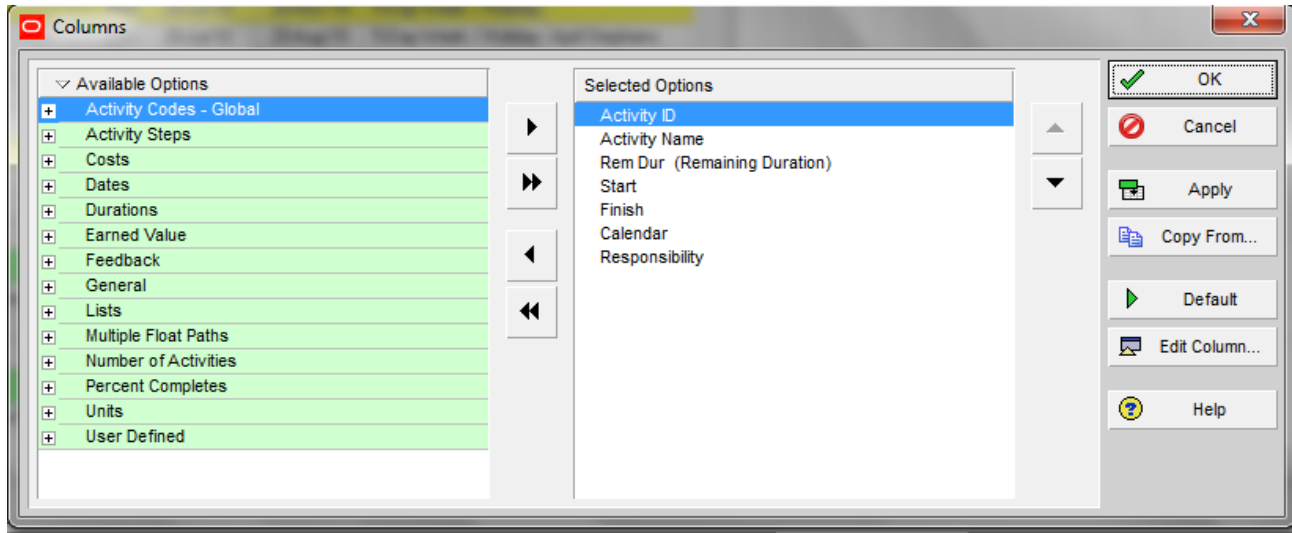 Columns
Available Options
Activity Codes - Global
Activity Steps
Costs
Dates
Durations
Earned Value
Feedback
General
Lists
Multiple Float Paths
Number of Activities
Percent Completes
Units
User Defined
Selected Options
Activity ID
Activity Name
Rem Dur (Remaining Duration)
Start
Finish
Calendar
Responsibility
OK
Cancel
Apply
Copy From...
Default
Edit Column...
Help